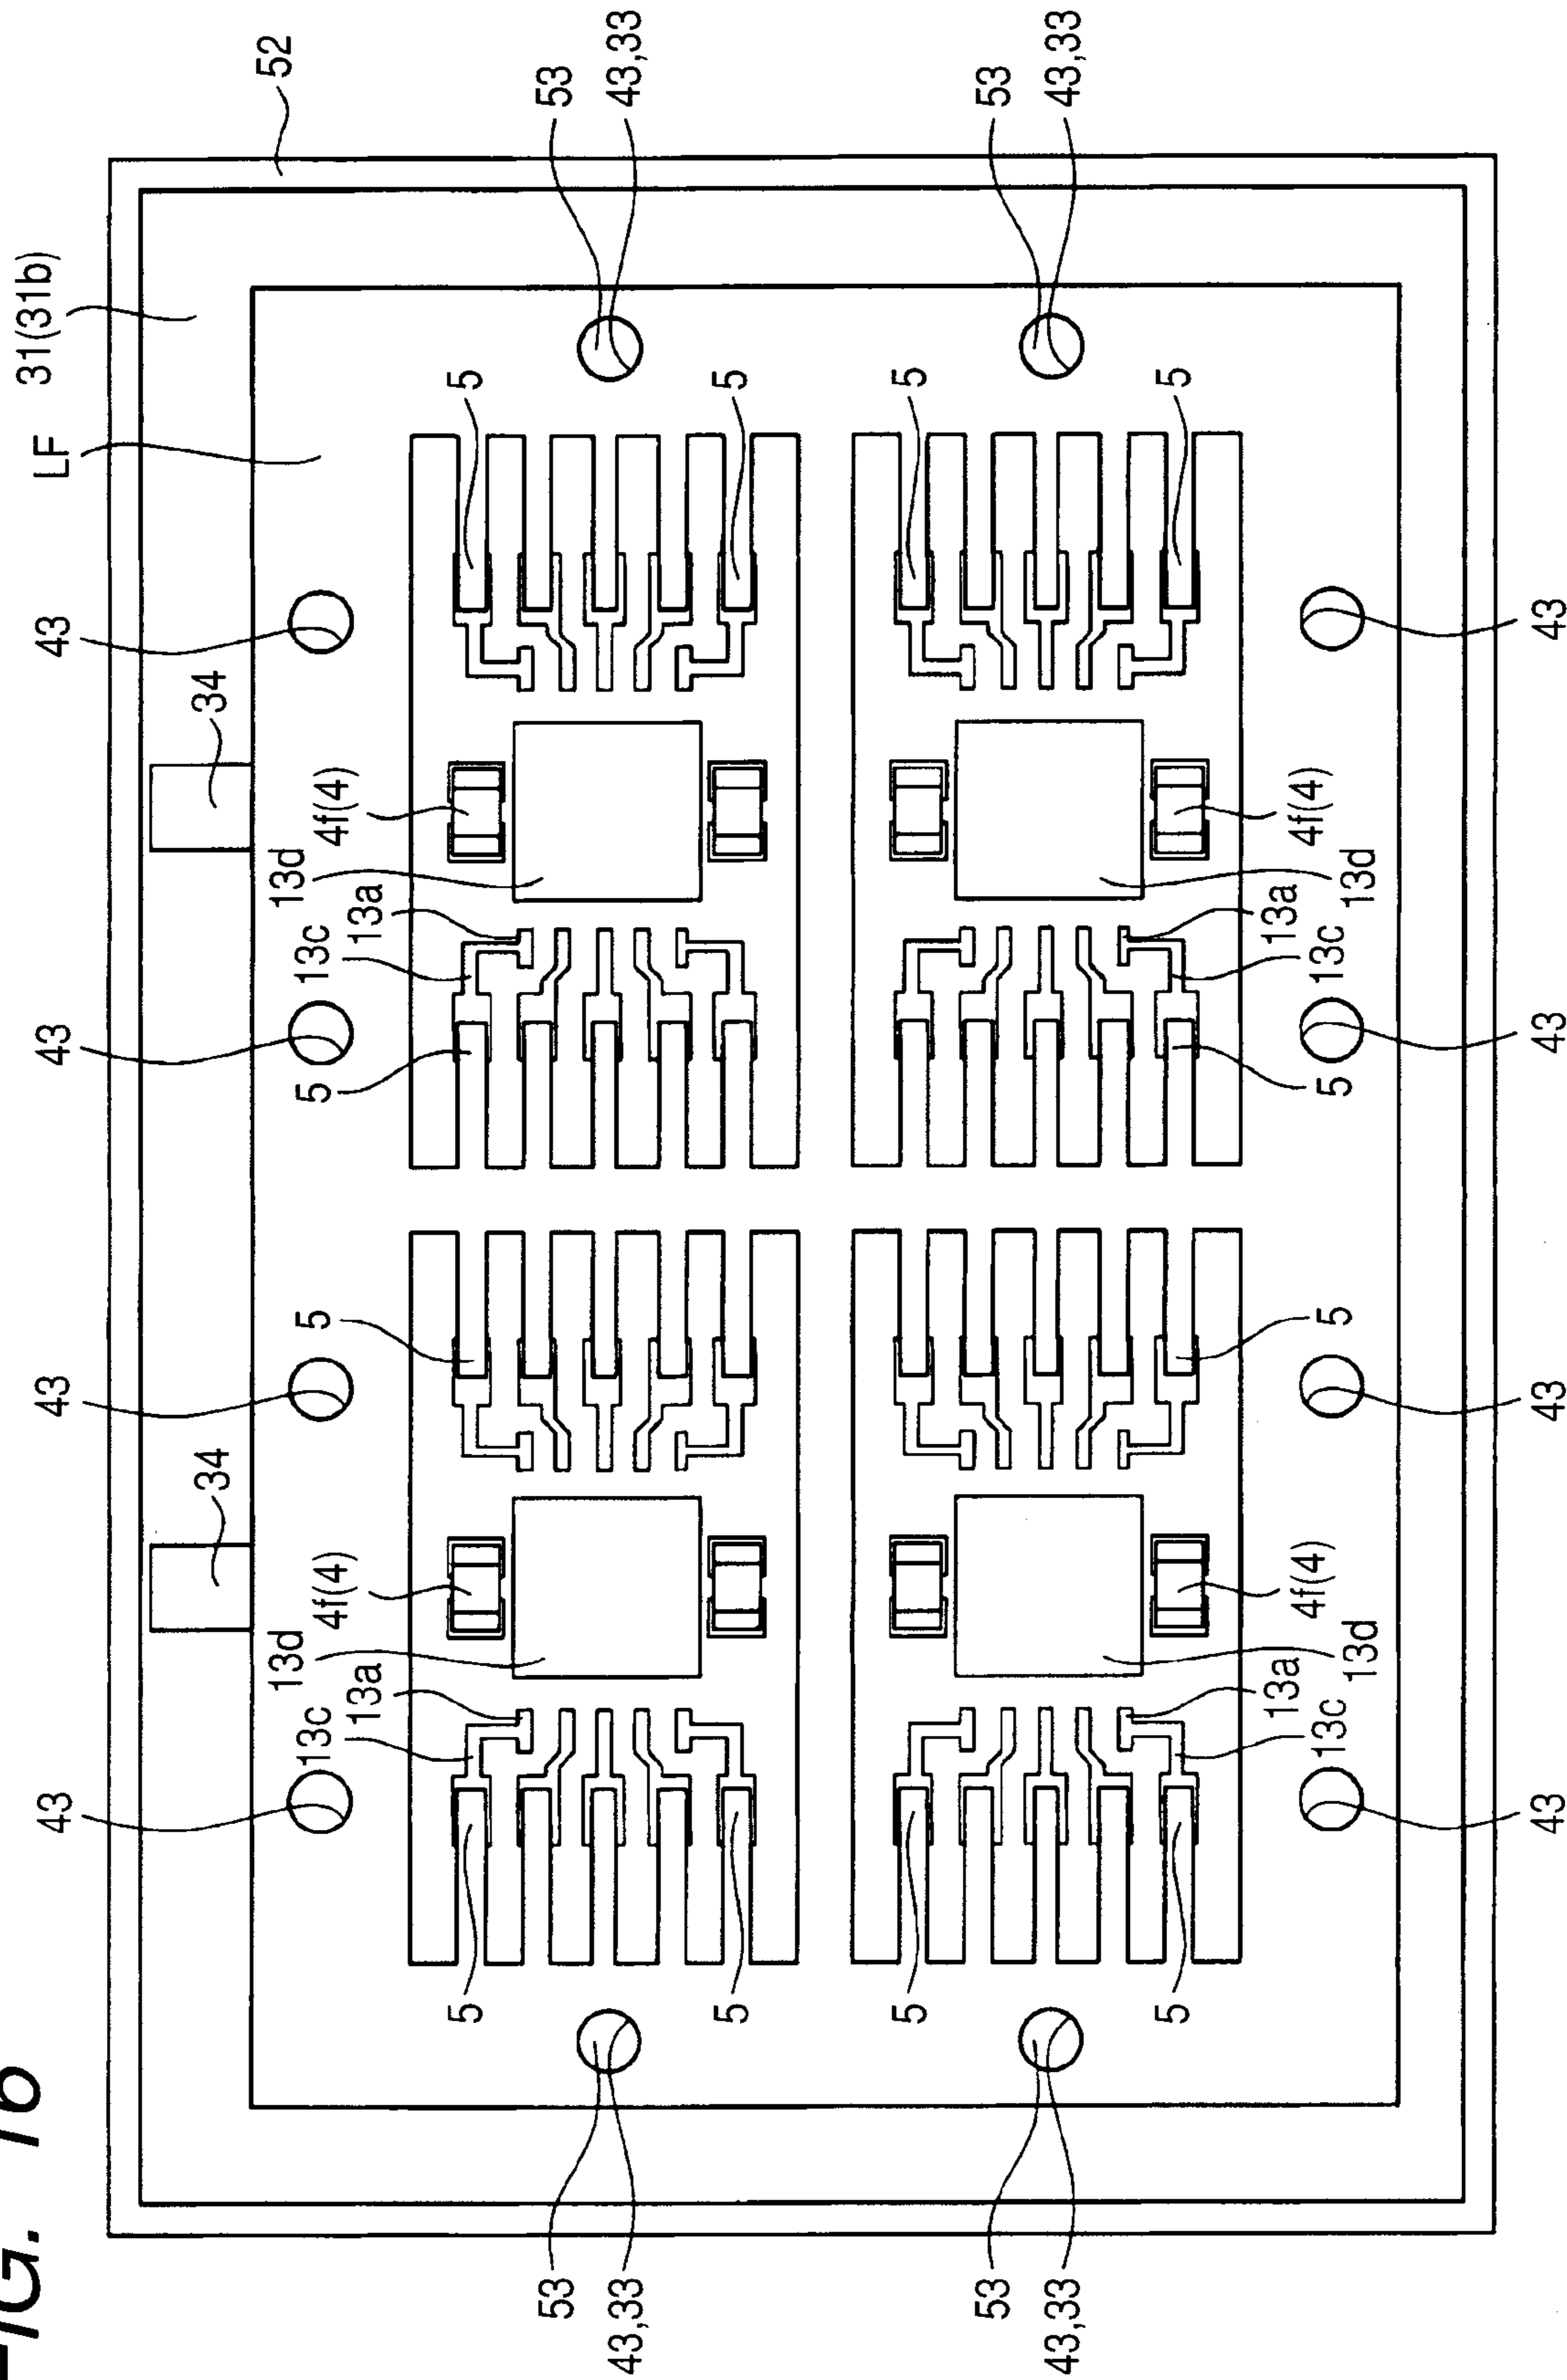 FIG. 16
43 43 43 43 LF 31(31b)
34 34
52
13d 13d
13c 5 5 13c
4f(4) 4f(4)
13a 13a
5 5
53 53
43,33 43,33
5 5
5 5
53 53
43,33 43,33
5 5
13a 13a
4f(4) 4f(4)
13c 5 5 13c
13d 13d
43 43 43 43